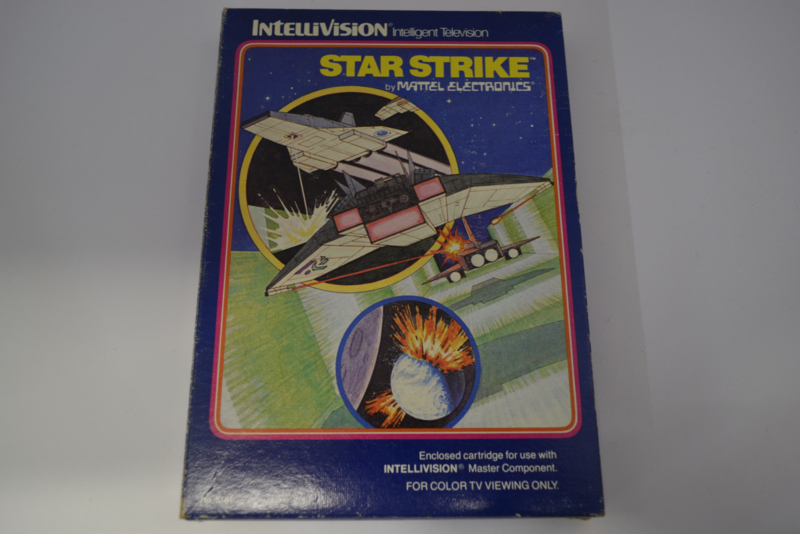 INTELLIVISION® Intelligent Television
STAR STRIKE™
by MATTEL ELECTRONICS®
Enclosed cartridge for use with
INTELLIVISION® Master Component.
FOR COLOR TV VIEWING ONLY.